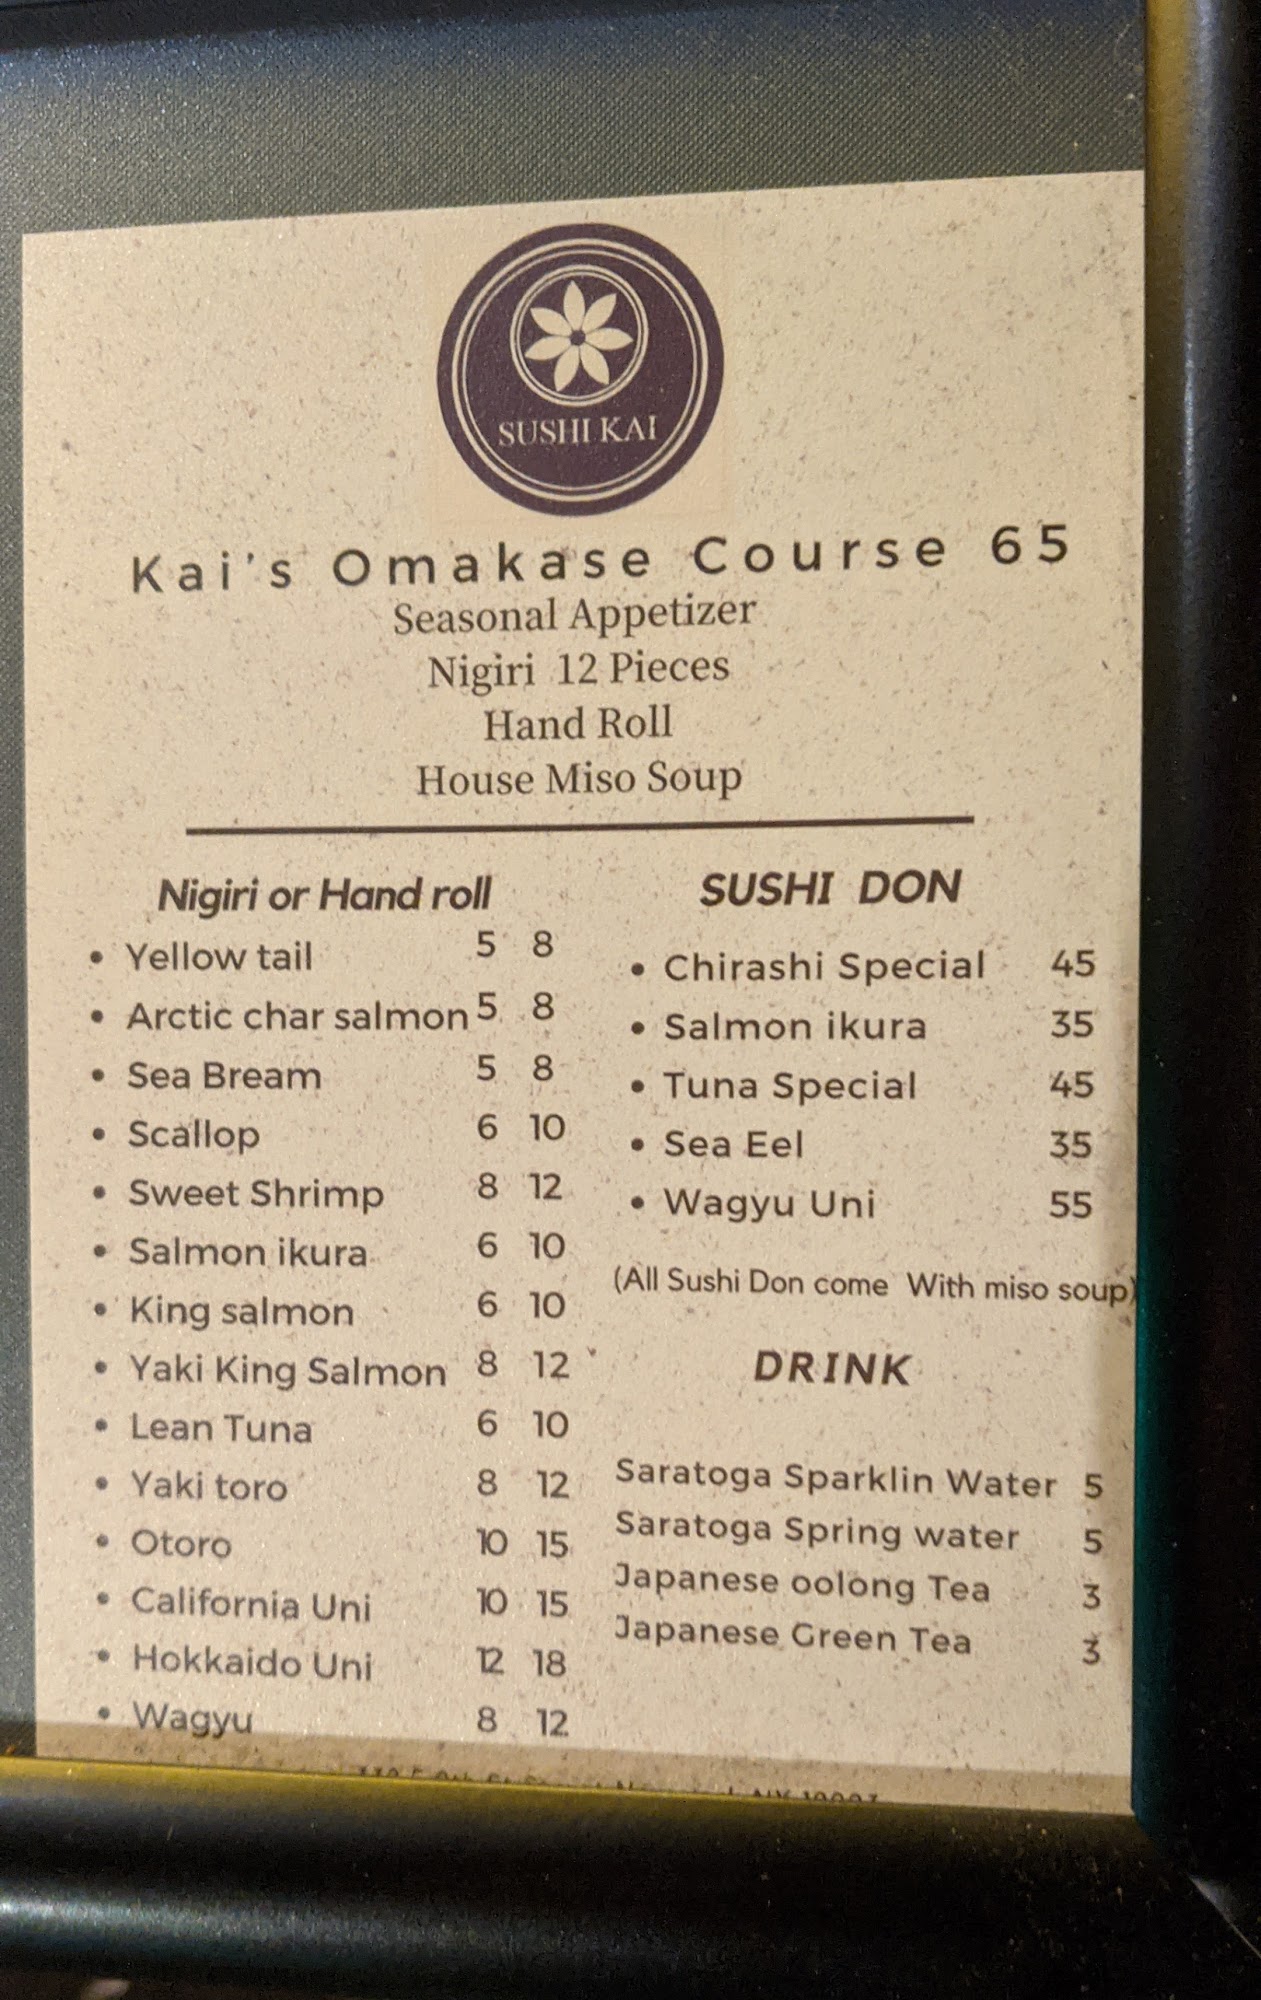 SUSHI KAI
Kai's Omakase Course 65
Seasonal Appetizer
Nigiri 12 Pieces
Hand Roll
House Miso Soup
Nigiri or Hand roll
• Yellow tail 5 8
• Arctic char salmon 5 8
• Sea Bream 5 8
• Scallop 6 10
• Sweet Shrimp 8 12
• Salmon ikura 6 10
• King salmon 6 10
• Yaki King Salmon 8 12
• Lean Tuna 6 10
• Yaki toro 8 12
• Otoro 10 15
• California Uni 10 15
• Hokkaido Uni 12 18
• Wagyu 8 12
SUSHI DON
• Chirashi Special 45
• Salmon ikura 35
• Tuna Special 45
• Sea Eel 35
• Wagyu Uni 55
(All Sushi Don come With miso soup)
DRINK
Saratoga Sparklin Water 5
Saratoga Spring water 5
Japanese oolong Tea 3
Japanese Green Tea 3